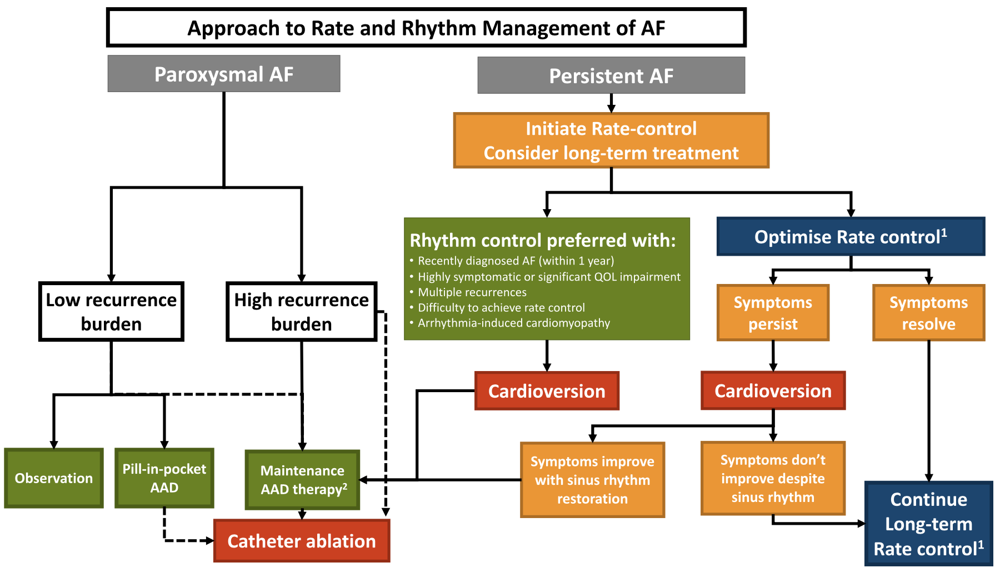 Approach to Rate and Rhythm Management of AF
Paroxysmal AF
Persistent AF
Initiate Rate-control
Consider long-term treatment
Rhythm control preferred with:
• Recently diagnosed AF (within 1 year)
• Highly symptomatic or significant QOL impairment
• Multiple recurrences
• Difficulty to achieve rate control
• Arrhythmia-induced cardiomyopathy
Optimise Rate control¹
Low recurrence
burden
High recurrence
burden
Symptoms
persist
Symptoms
resolve
Cardioversion
Cardioversion
Observation
Pill-in-pocket
AAD
Maintenance
AAD therapy²
Symptoms improve
with sinus rhythm
restoration
Symptoms don’t
improve despite
sinus rhythm
Catheter ablation
Continue
Long-term
Rate control¹